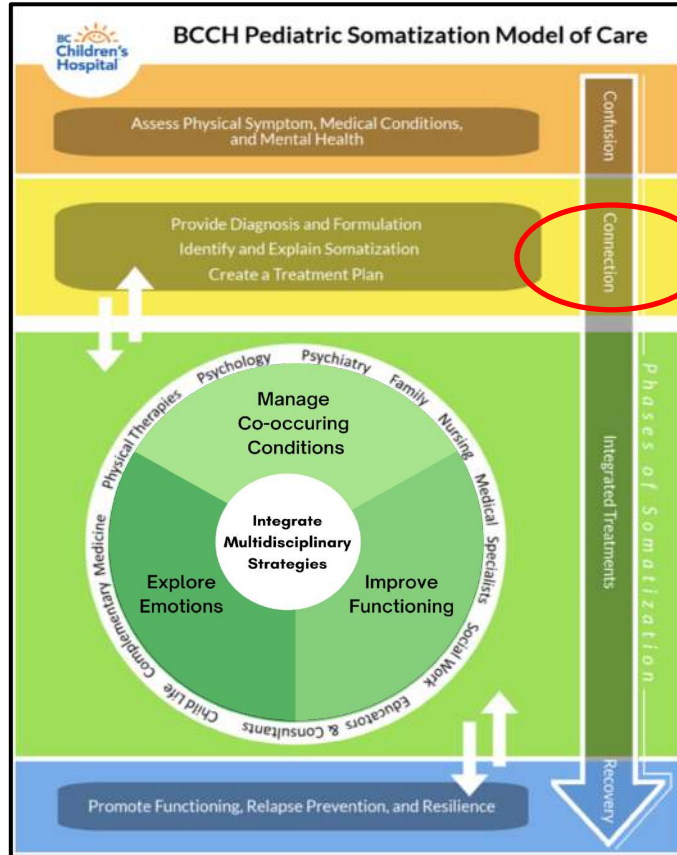 BC
Children's
Hospital
BCCH Pediatric Somatization Model of Care
Assess Physical Symptom, Medical Conditions,
and Mental Health
Confusion
Provide Diagnosis and Formulation
Identify and Explain Somatization
Create a Treatment Plan
Connection
Physical Therapies
Psychology
Psychiatry
Family
Nursing
Medical Specialists
Social Work
Educators & Consultants
Child Life
Complementary Medicine
Manage
Co-occuring
Conditions
Integrate
Multidisciplinary
Strategies
Explore
Emotions
Improve
Functioning
Integrated Treatments
Phases of Somatization
Promote Functioning, Relapse Prevention, and Resilience
Recovery